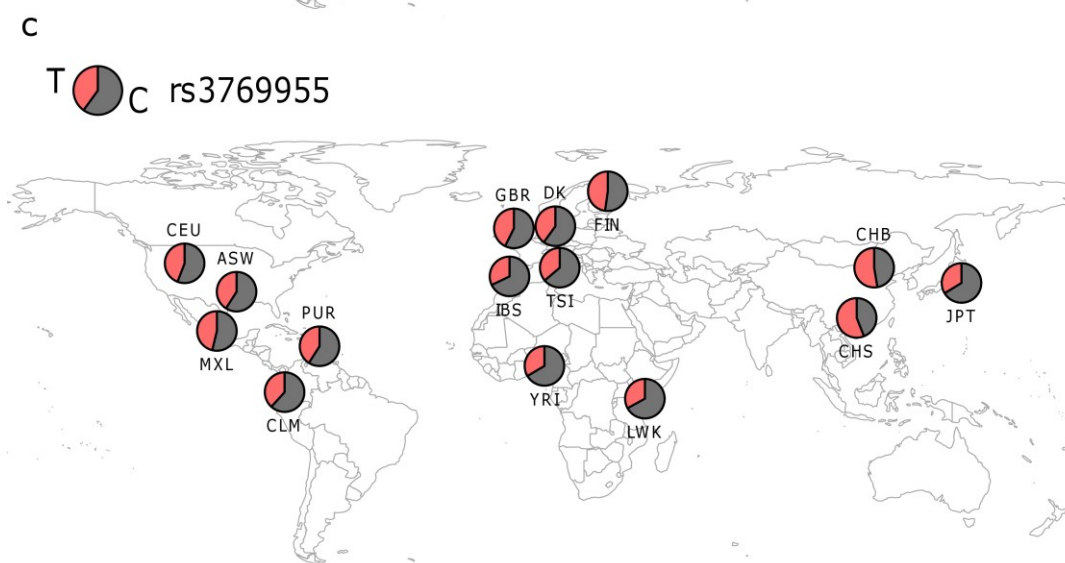 c
T C rs3769955
GBR DK
FIN
CEU
CHB
ASW
IBS TSI
PUR
JPT
MXL
CHS
YRI
CLM
LWK